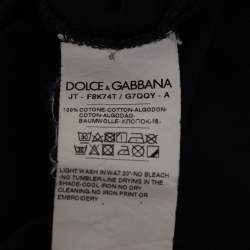 DOLCE & GABBANA
JT - F8K74T / G7QQY - A
100% COTONE-COTTON-ALGODON-
COTON-ALGODÃO-
BAUMWOLLE- ХЛОПОК-棉-
LIGHT WASH IN WAT 30°-NO BLEACH
-NO TUMBLER-LINE DRYING IN THE
SHADE-COOL IRON-NO DRY
CLEANING-NO IRON PRINT OR
EMBROIDERY